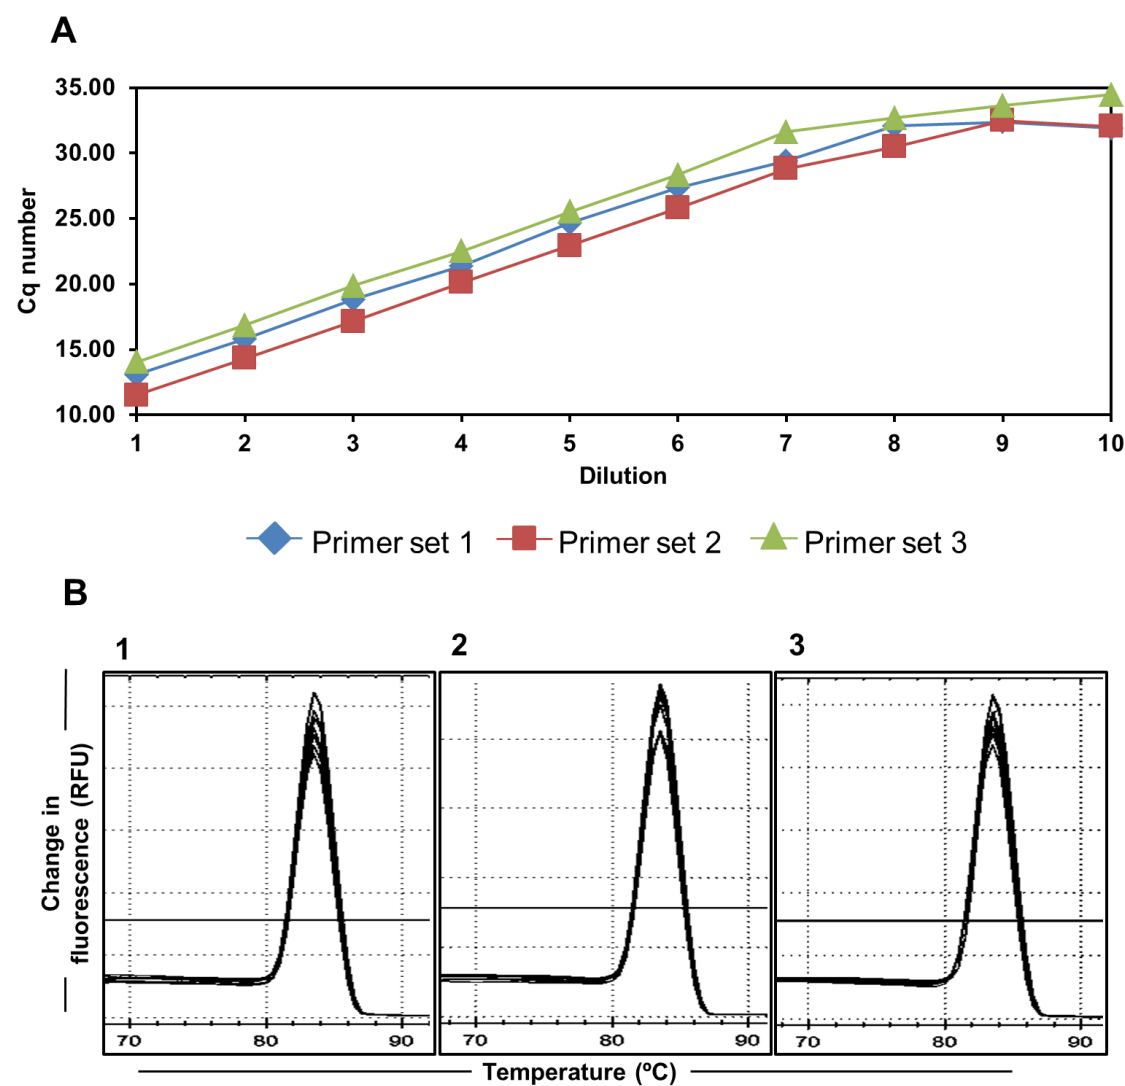 A
35.00
30.00
25.00
20.00
15.00
10.00
Cq number
1 2 3 4 5 6 7 8 9 10
Dilution
Primer set 1 Primer set 2 Primer set 3
B
1 2 3
Change in
fluorescence (RFU)
70 80 90 70 80 90 70 80 90
Temperature (ºC)